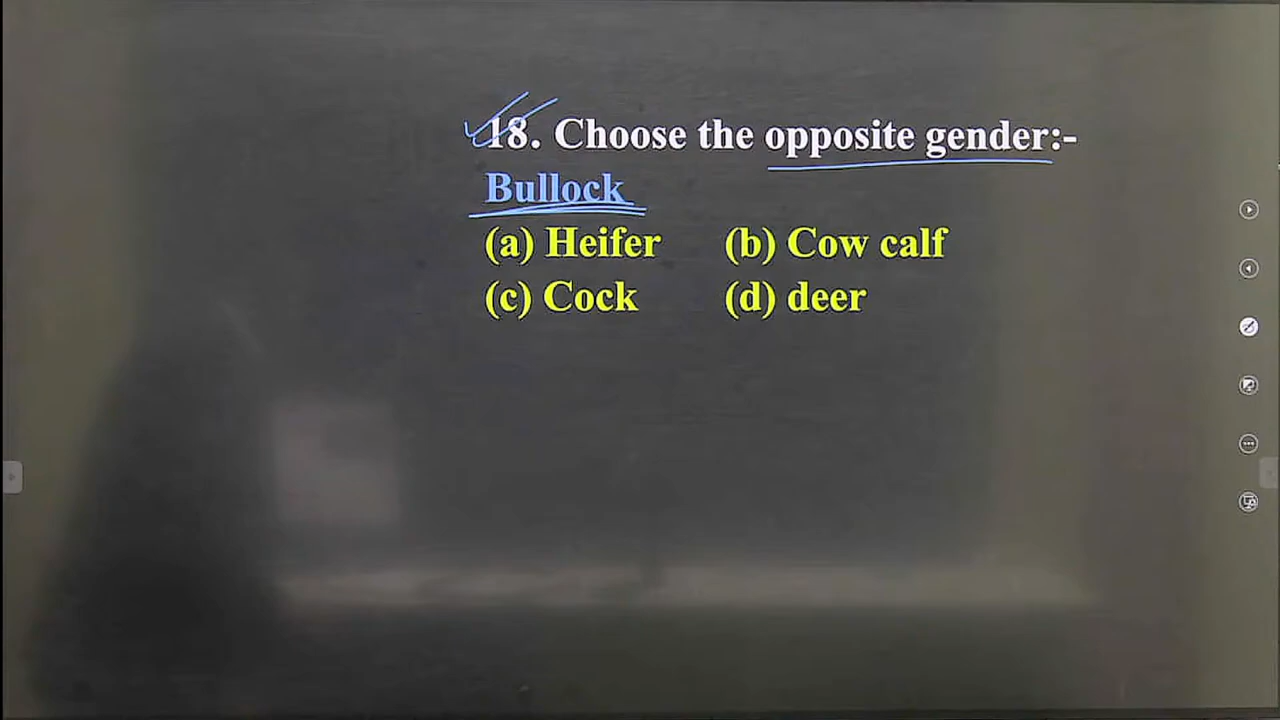 18. Choose the opposite gender:-
Bullock
(a) Heifer (b) Cow calf
(c) Cock (d) deer